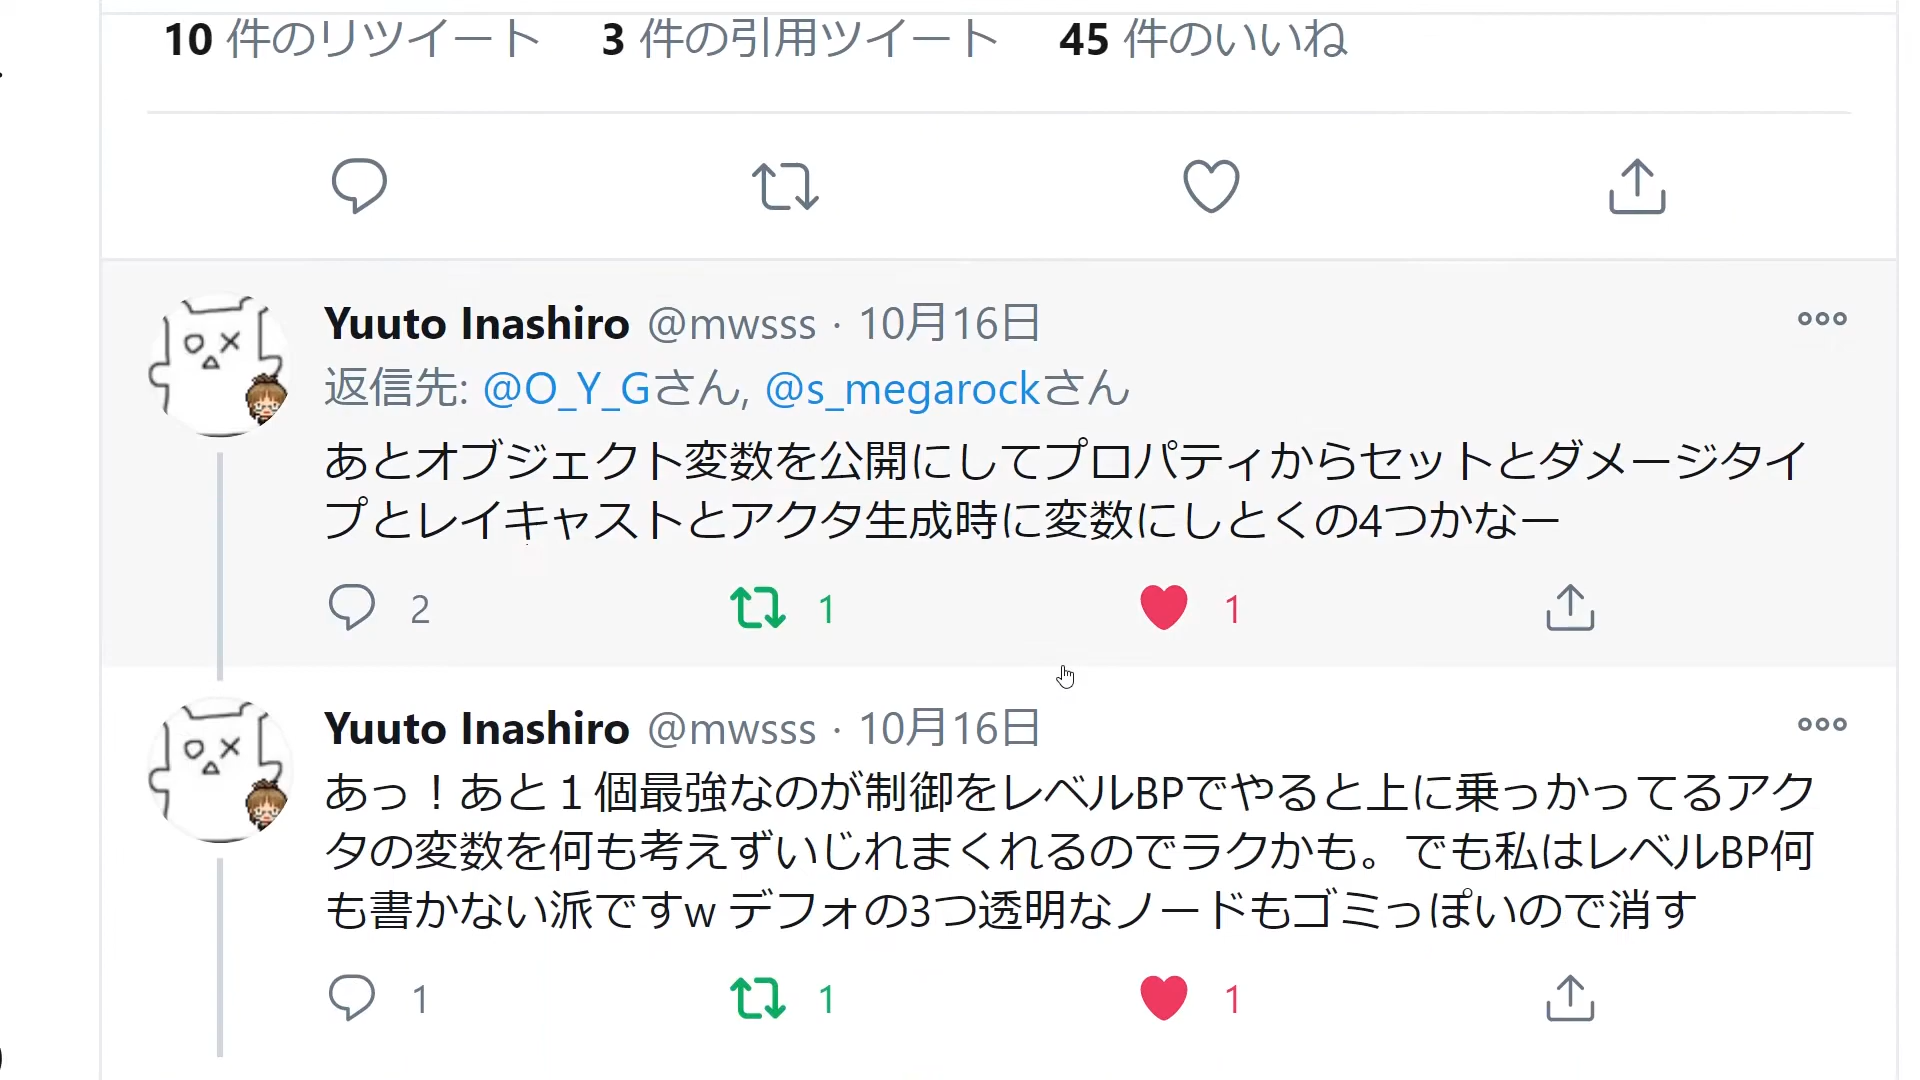 10 件のリツイート 3 件の引用ツイート 45 件のいいね
Yuuto Inashiro @mwsss · 10月16日
返信先: @O_Y_Gさん, @s_megarockさん
あとオブジェクト変数を公開にしてプロパティからセットとダメージタイ
プとレイキャストとアクタ生成時に変数にしとくの4つかなー
2 1 1
Yuuto Inashiro @mwsss · 10月16日
あっ！あと１個最強なのが制御をレベルBPでやると上に乗っかってるアク
タの変数を何も考えずいじれまくれるのでラクかも。でも私はレベルBP何
も書かない派ですw デフォの3つ透明なノードもゴミっぽいので消す
1 1 1